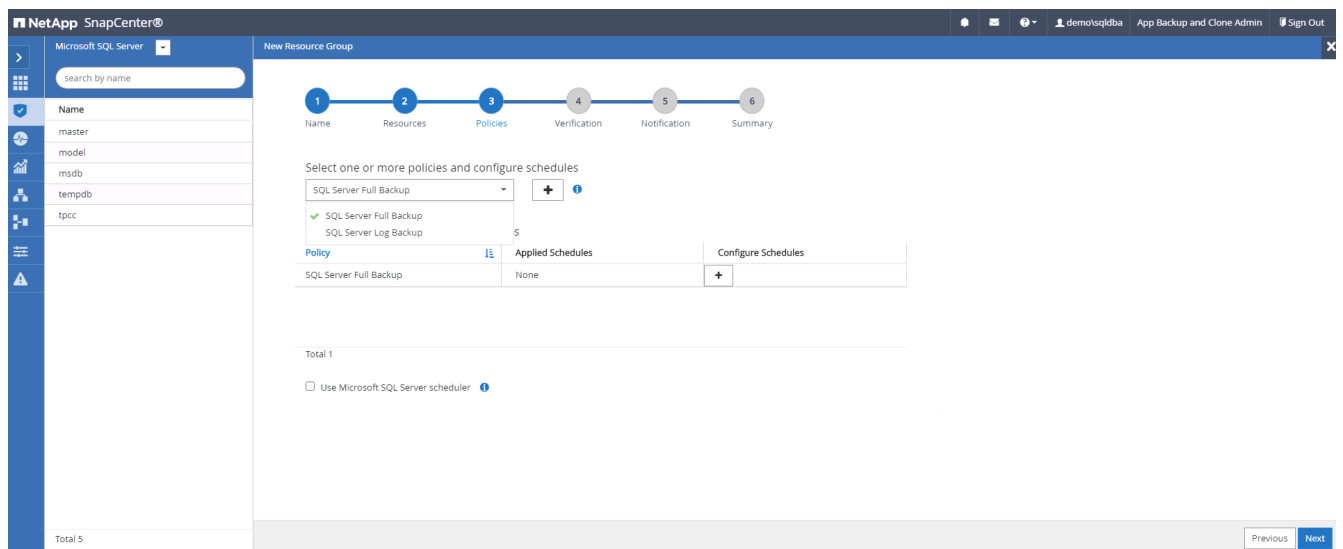 NetApp SnapCenter®
demo\sqldba App Backup and Clone Admin Sign Out
Microsoft SQL Server
New Resource Group
search by name
Name
master
model
msdb
tempdb
tpcc
Total 5
1 2 3 4 5 6
Name Resources Policies Verification Notification Summary
Select one or more policies and configure schedules
SQL Server Full Backup
SQL Server Full Backup
SQL Server Log Backup
s
Policy Applied Schedules Configure Schedules
SQL Server Full Backup None
Total 1
Use Microsoft SQL Server scheduler
Previous Next